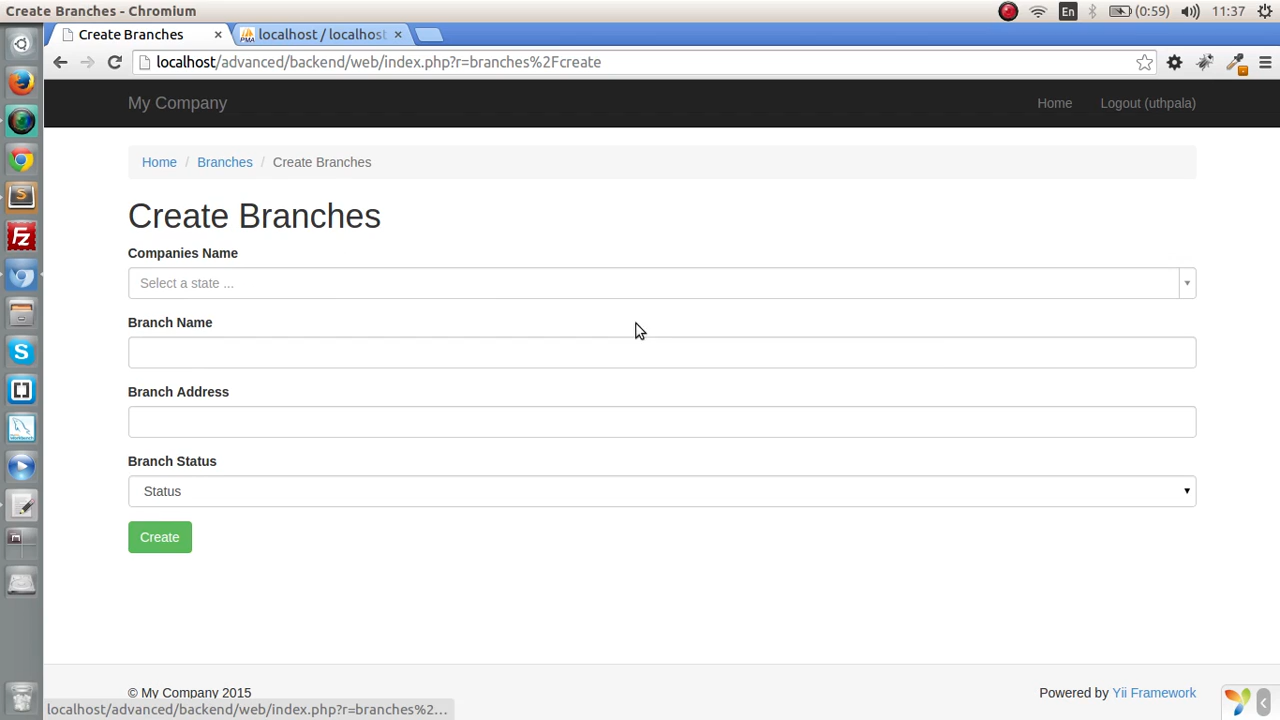 Create Branches - Chromium
En
(0:59)
11:37
Create Branches
localhost / localhost
localhost/advanced/backend/web/index.php?r=branches%2Fcreate
My Company
Home
Logout (uthpala)
Home / Branches / Create Branches
Create Branches
Companies Name
Select a state ...
Branch Name
Branch Address
Branch Status
Status
Create
© My Company 2015
Powered by Yii Framework
localhost/advanced/backend/web/index.php?r=branches%2...